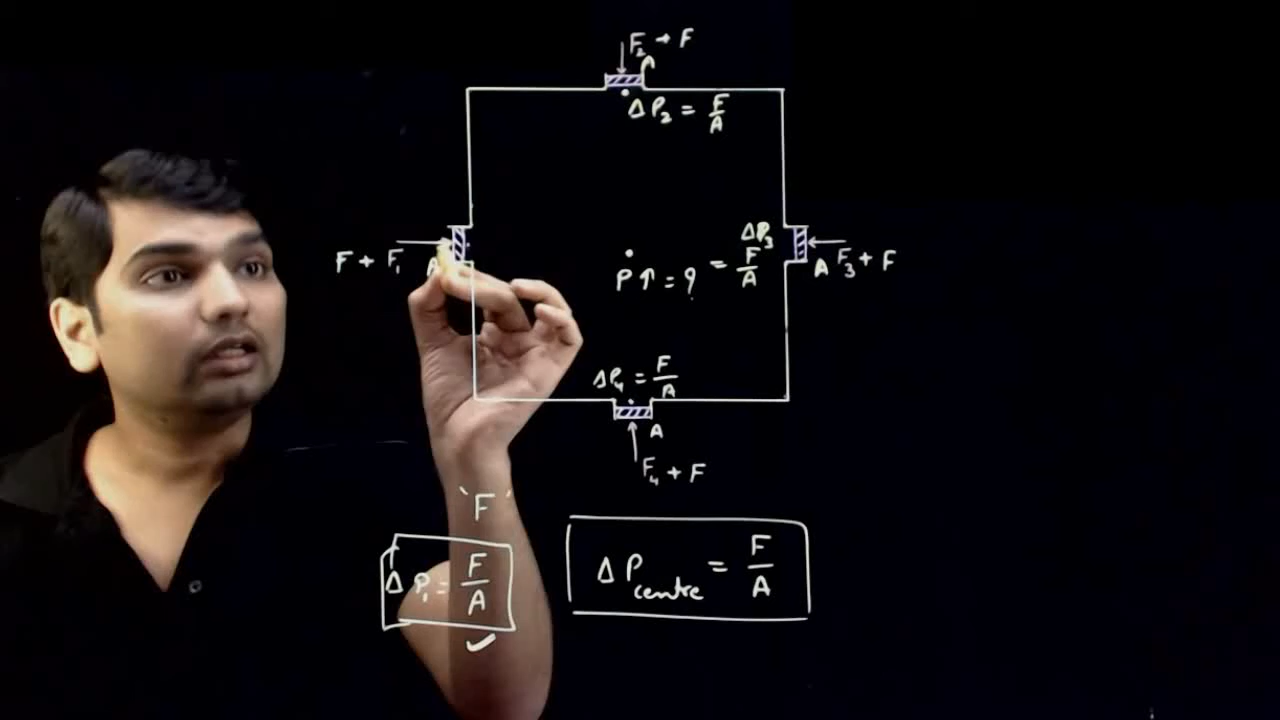 F₂ + F
A
ΔP₂ = F/A
F + F₁
A
ΔP₃
P ↑ = ? = F/A
A
F₃ + F
ΔP₄ = F/A
A
F₄ + F
'F'
ΔP₁ = F/A
ΔP centre = F/A